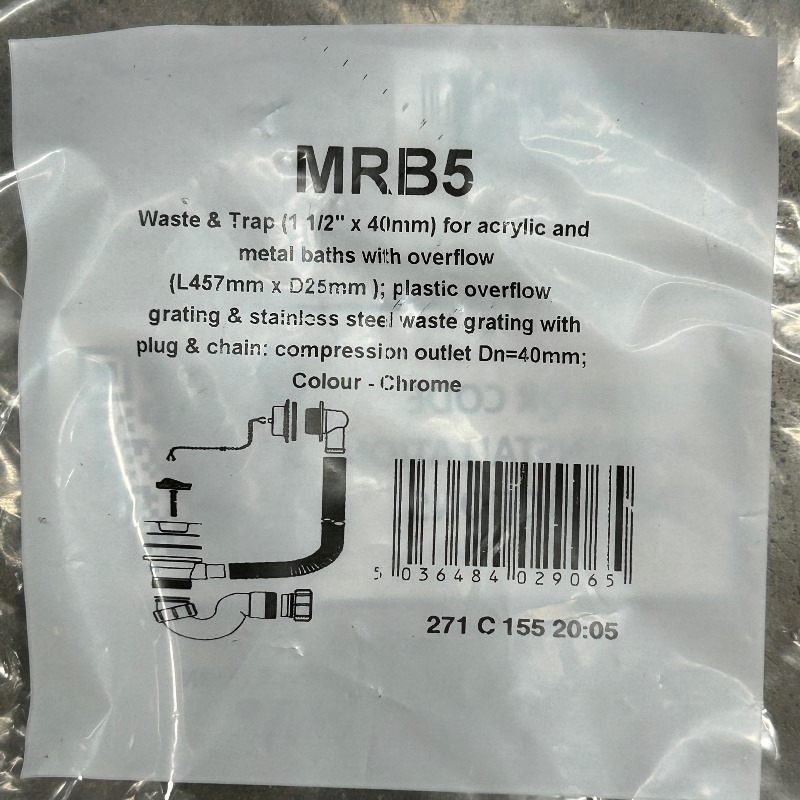 MRB5
Waste & Trap (1 1/2" x 40mm) for acrylic and
metal baths with overflow
(L457mm x D25mm ); plastic overflow
grating & stainless steel waste grating with
plug & chain: compression outlet Dn=40mm;
Colour - Chrome
5 036484 029065
271 C 155 20:05